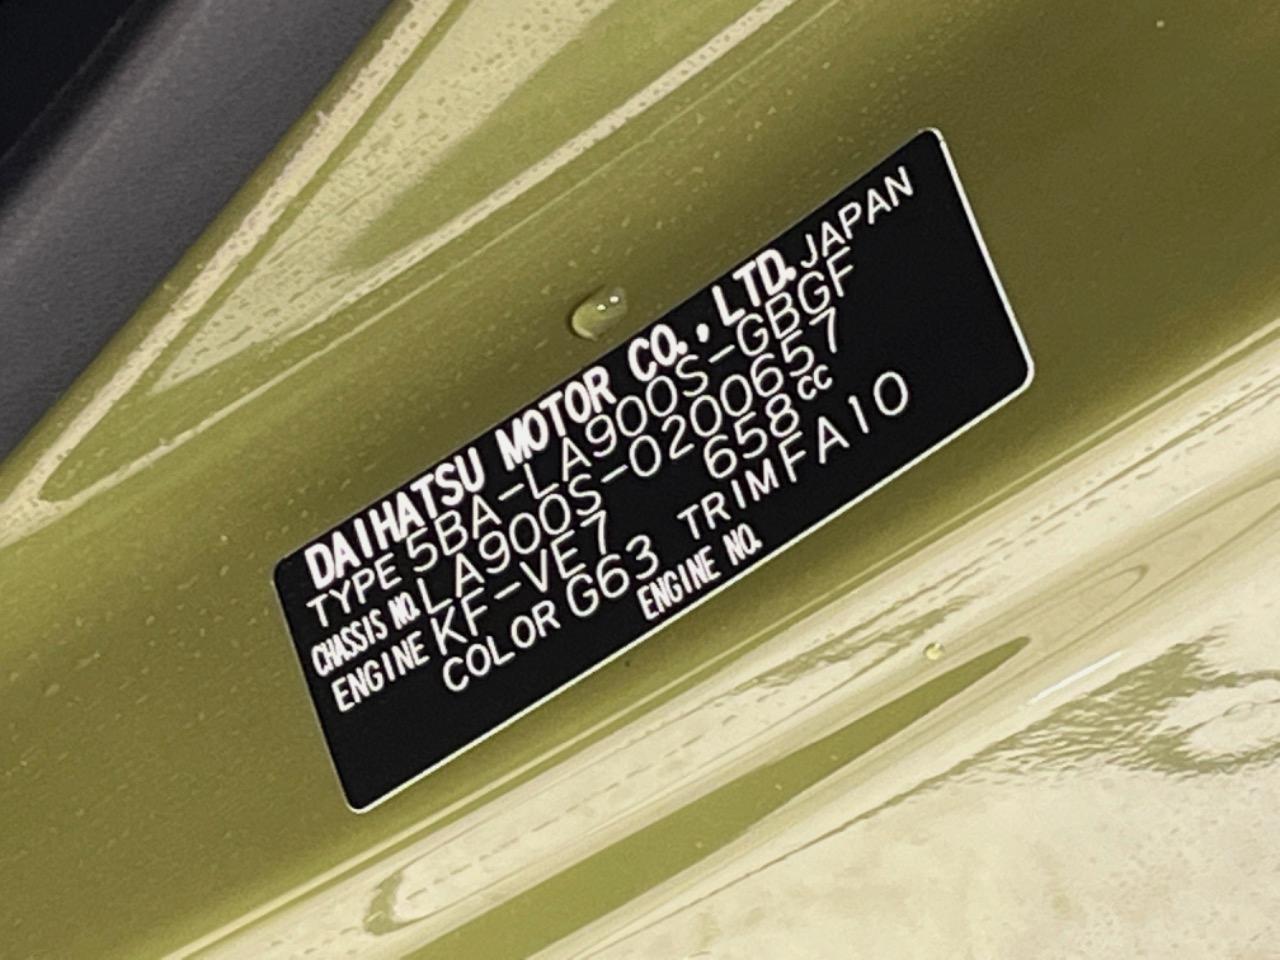 DAIHATSU MOTOR CO., LTD. JAPAN
TYPE 5BA-LA900S-GBGF
CHASSIS NO. LA900S-0200657
ENGINE KF-VE7 658cc
COLOR G63 TRIM FA10
ENGINE NO.